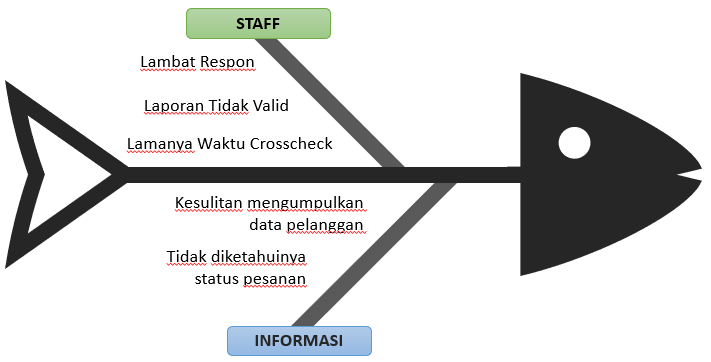 STAFF
Lambat Respon
Laporan Tidak Valid
Lamanya Waktu Crosscheck
Kesulitan mengumpulkan
data pelanggan
Tidak diketahuinya
status pesanan
INFORMASI